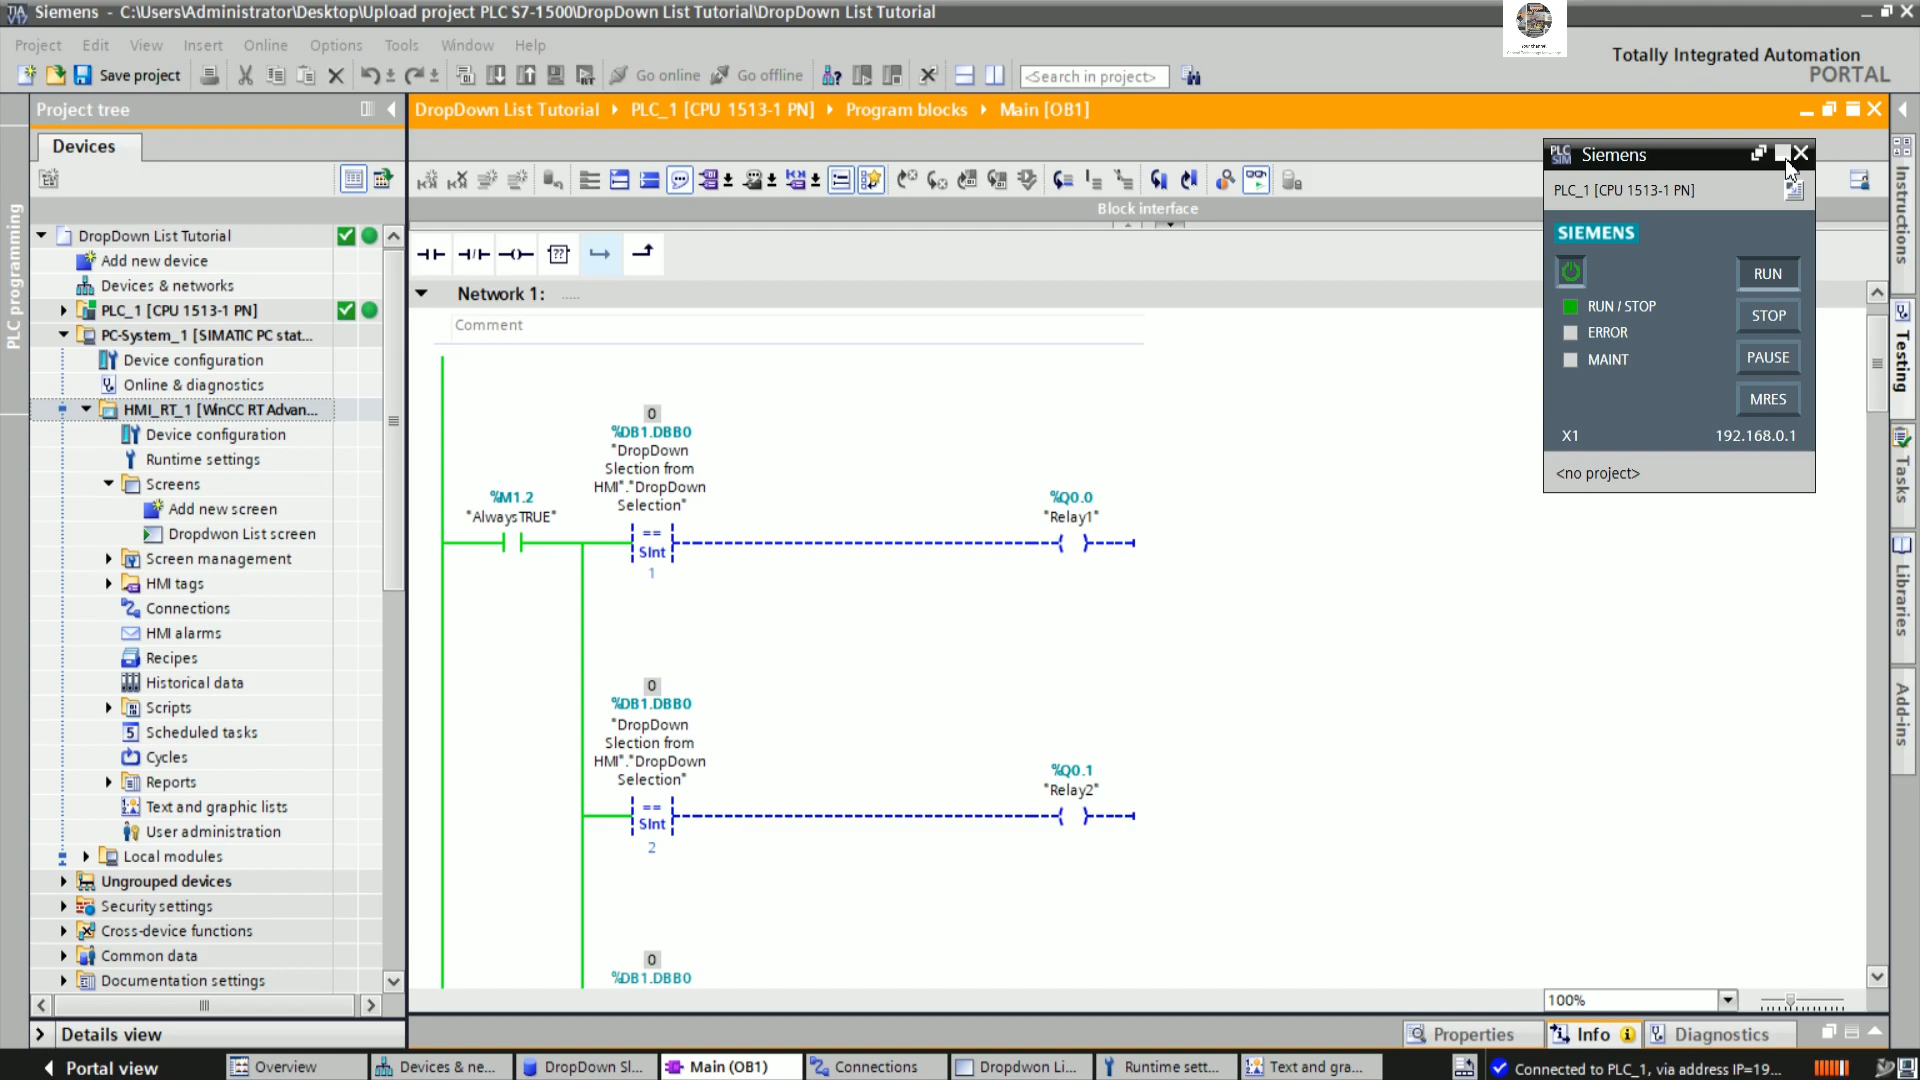 Siemens - C:\Users\Administrator\Desktop\Upload project PLC S7-1500\DropDown List Tutorial\DropDown List Tutorial
Project Edit View Insert Online Options Tools Window Help
Totally Integrated Automation
PORTAL
Save project
Go online
Go offline
<Search in project>
Project tree
DropDown List Tutorial
PLC_1 [CPU 1513-1 PN]
Program blocks
Main [OB1]
Devices
Block interface
PLC programming
DropDown List Tutorial
Add new device
Devices & networks
PLC_1 [CPU 1513-1 PN]
PC-System_1 [SIMATIC PC stat...
Device configuration
Online & diagnostics
HMI_RT_1 [WinCC RT Advan...
Device configuration
Runtime settings
Screens
Add new screen
Dropdwon List screen
Screen management
HMI tags
Connections
HMI alarms
Recipes
Historical data
Scripts
Scheduled tasks
Cycles
Reports
Text and graphic lists
User administration
Local modules
Ungrouped devices
Security settings
Cross-device functions
Common data
Documentation settings
Details view
Network 1: .....
Comment
0
%DB1.DBB0
"DropDown
Slection from
HMI"."DropDown
Selection"
%M1.2
"AlwaysTRUE"
==
SInt
1
%Q0.0
"Relay1"
0
%DB1.DBB0
"DropDown
Slection from
HMI"."DropDown
Selection"
==
SInt
2
%Q0.1
"Relay2"
0
%DB1.DBB0
PLC
SIM
Siemens
PLC_1 [CPU 1513-1 PN]
SIEMENS
RUN
RUN / STOP
STOP
ERROR
MAINT
PAUSE
MRES
X1 192.168.0.1
<no project>
Instructions
Testing
Tasks
Libraries
Add-ins
100%
Properties
Info
Diagnostics
Portal view
Overview
Devices & ne...
DropDown Sl...
Main (OB1)
Connections
Dropdwon Li...
Runtime sett...
Text and gra...
Connected to PLC_1, via address IP=19...